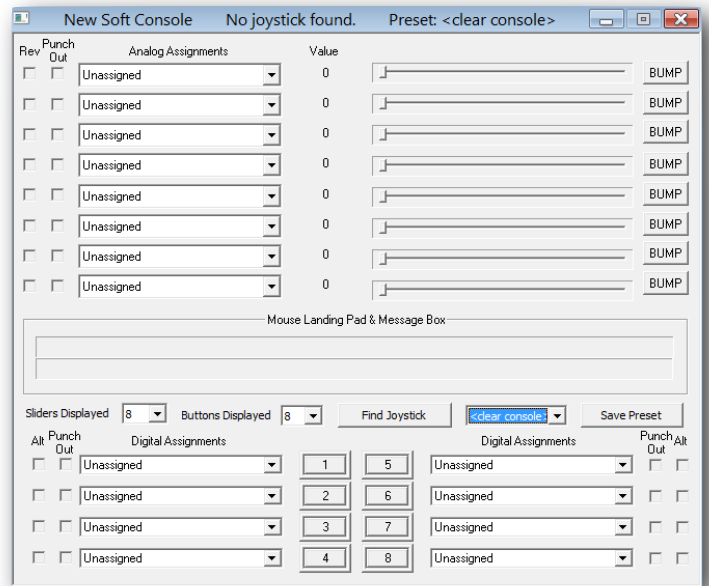 New Soft Console No joystick found. Preset: <clear console>
Rev Punch Out Analog Assignments Value
Unassigned 0 BUMP
Unassigned 0 BUMP
Unassigned 0 BUMP
Unassigned 0 BUMP
Unassigned 0 BUMP
Unassigned 0 BUMP
Unassigned 0 BUMP
Unassigned 0 BUMP
Mouse Landing Pad & Message Box
Sliders Displayed 8 Buttons Displayed 8 Find Joystick <clear console> Save Preset
Alt Punch Out Digital Assignments Digital Assignments Punch Out Alt
Unassigned 1 5 Unassigned
Unassigned 2 6 Unassigned
Unassigned 3 7 Unassigned
Unassigned 4 8 Unassigned